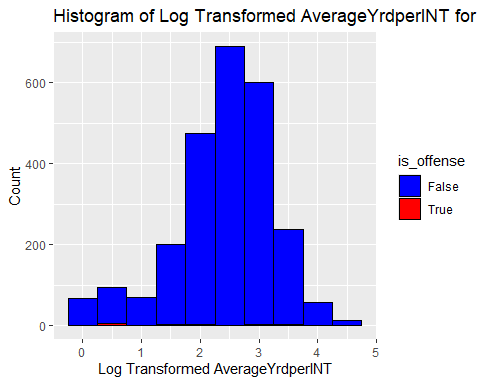 Histogram of Log Transformed AverageYrdperINT for
600
400
200
0
Count
0 1 2 3 4 5
Log Transformed AverageYrdperINT
is_offense
False
True